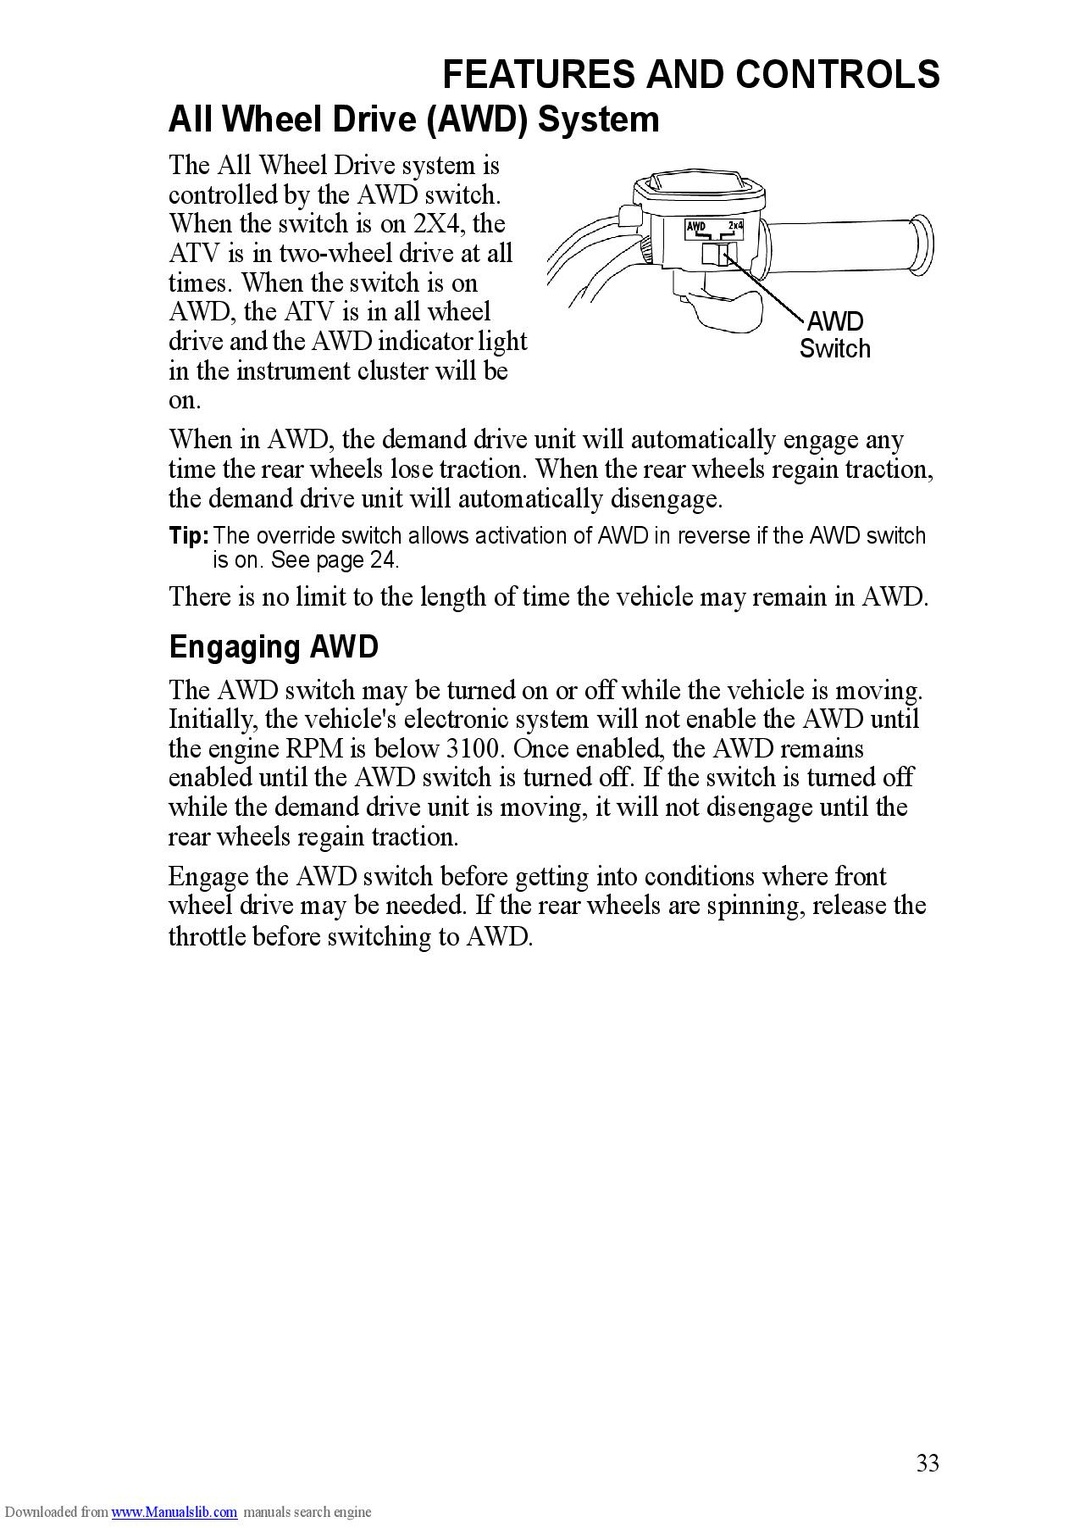 FEATURES AND CONTROLS
All Wheel Drive (AWD) System
The All Wheel Drive system is
controlled by the AWD switch.
When the switch is on 2X4, the
ATV is in two-wheel drive at all
times. When the switch is on
AWD, the ATV is in all wheel
drive and the AWD indicator light
in the instrument cluster will be
on.
AWD 2x4
AWD
Switch
When in AWD, the demand drive unit will automatically engage any
time the rear wheels lose traction. When the rear wheels regain traction,
the demand drive unit will automatically disengage.
Tip: The override switch allows activation of AWD in reverse if the AWD switch
is on. See page 24.
There is no limit to the length of time the vehicle may remain in AWD.
Engaging AWD
The AWD switch may be turned on or off while the vehicle is moving.
Initially, the vehicle's electronic system will not enable the AWD until
the engine RPM is below 3100. Once enabled, the AWD remains
enabled until the AWD switch is turned off. If the switch is turned off
while the demand drive unit is moving, it will not disengage until the
rear wheels regain traction.
Engage the AWD switch before getting into conditions where front
wheel drive may be needed. If the rear wheels are spinning, release the
throttle before switching to AWD.
33
Downloaded from www.Manualslib.com manuals search engine